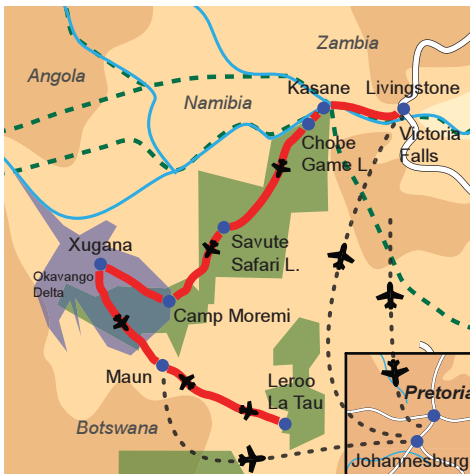 Zambia
Angola
Kasane
Livingstone
Namibia
Victoria
Falls
Chobe
Game L.
Xugana
Savute
Safari L.
Okavango
Delta
Camp Moremi
Maun
Leroo
La Tau
Pretoria
Botswana
Johannesburg